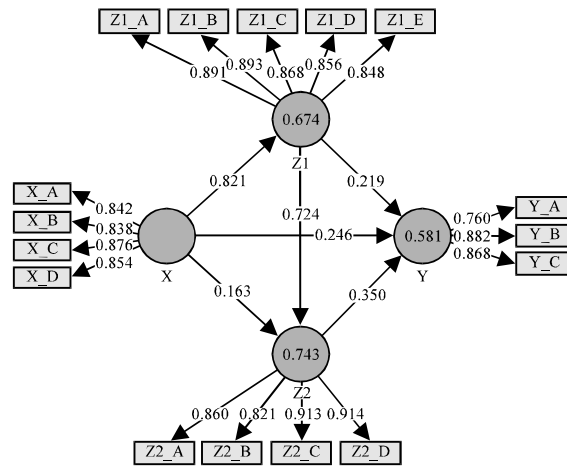 Z1_A Z1_B Z1_C Z1_D Z1_E
0.891 0.893 0.868 0.856 0.848
0.674
Z1
0.821 0.219
X_A
X_B
X_C
X_D
0.842
0.838
0.876
0.854
X
0.724
0.246
0.581
Y
0.760
0.882
0.868
Y_A
Y_B
Y_C
0.163 0.350
0.743
Z2
0.860 0.821 0.913 0.914
Z2_A Z2_B Z2_C Z2_D